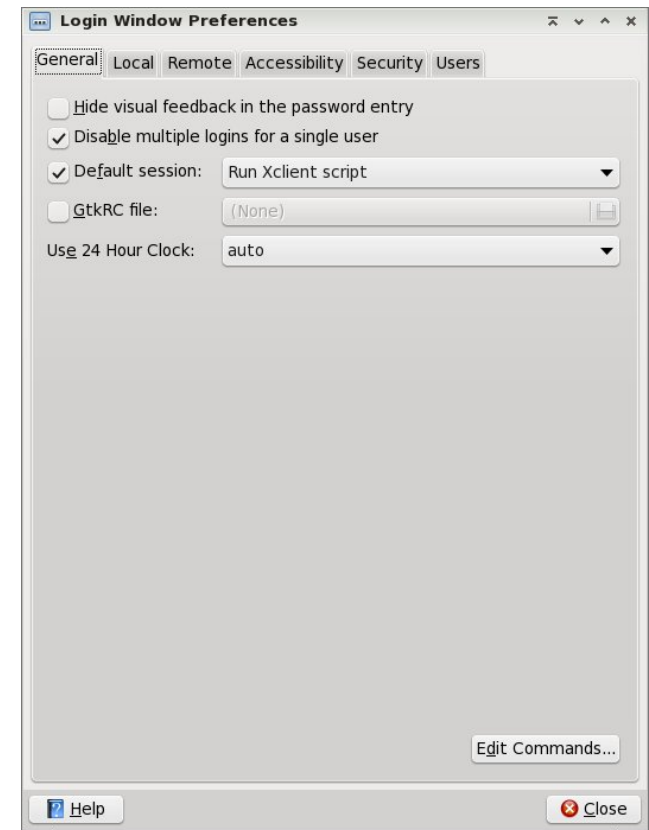 Login Window Preferences
General Local Remote Accessibility Security Users
Hide visual feedback in the password entry
Disable multiple logins for a single user
Default session: Run Xclient script
GtkRC file: (None)
Use 24 Hour Clock: auto
Edit Commands...
Help Close